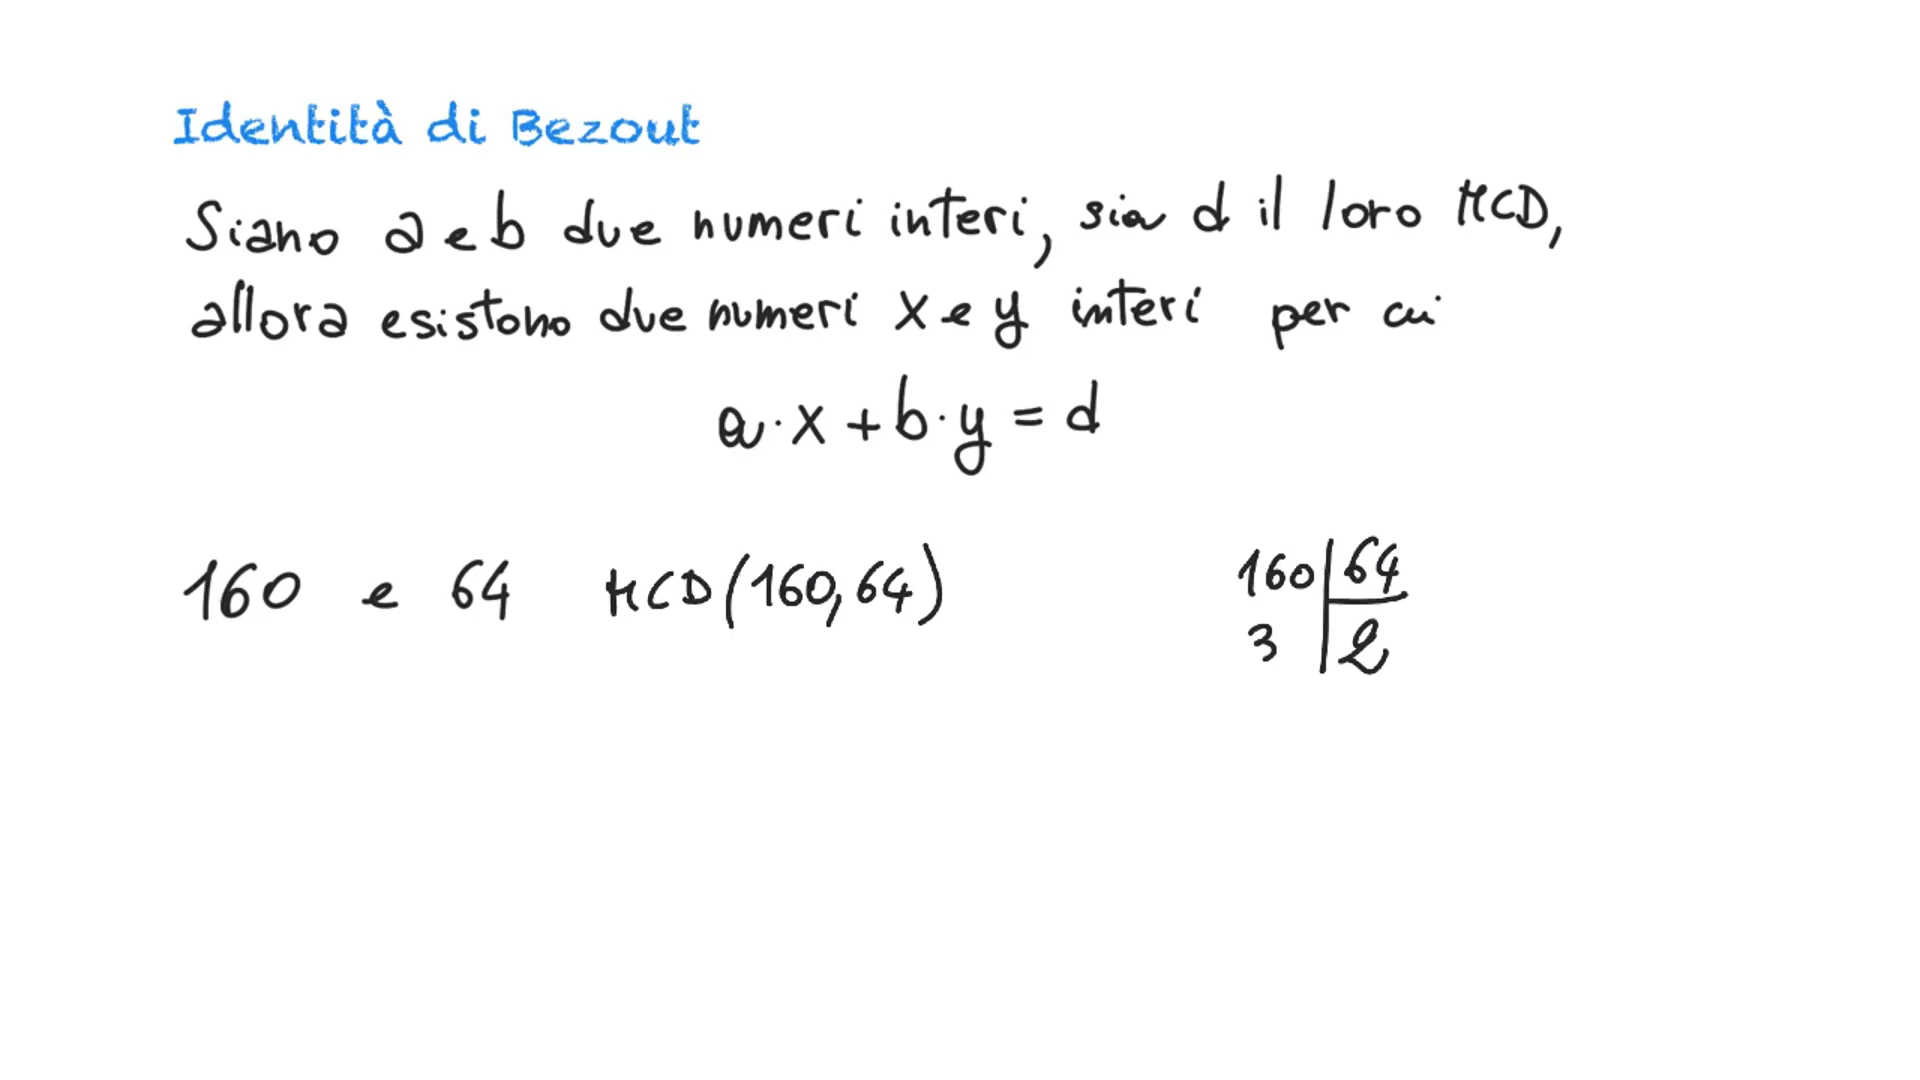 Identità di Bezout
Siano a e b due numeri interi, sia d il loro MCD,
allora esistono due numeri x e y interi per cui
a·x + b·y = d
160 e 64 MCD(160,64) 160 64
3 2